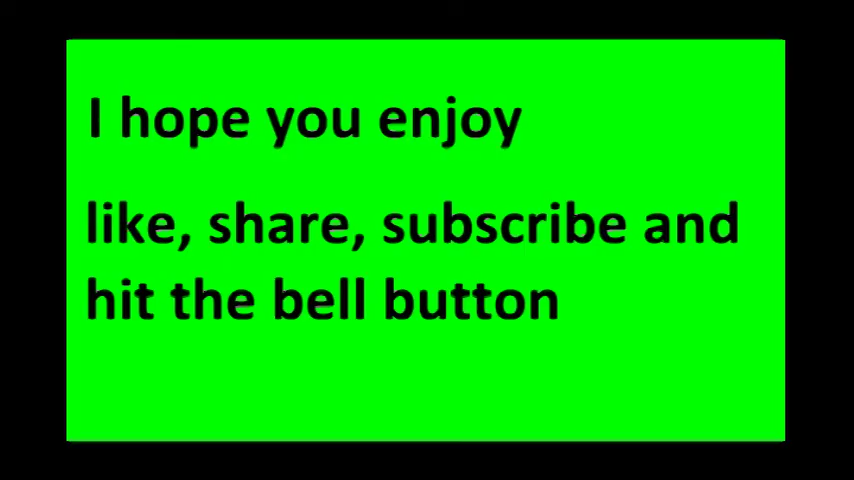 I hope you enjoy
like, share, subscribe and
hit the bell button